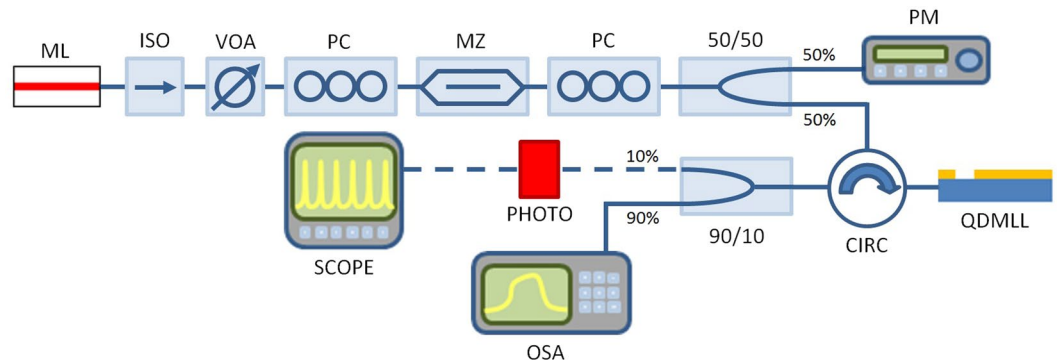 ML
ISO
VOA
PC
MZ
PC
50/50
PM
50%
50%
10%
90%
PHOTO
90/10
CIRC
QDMLL
SCOPE
OSA